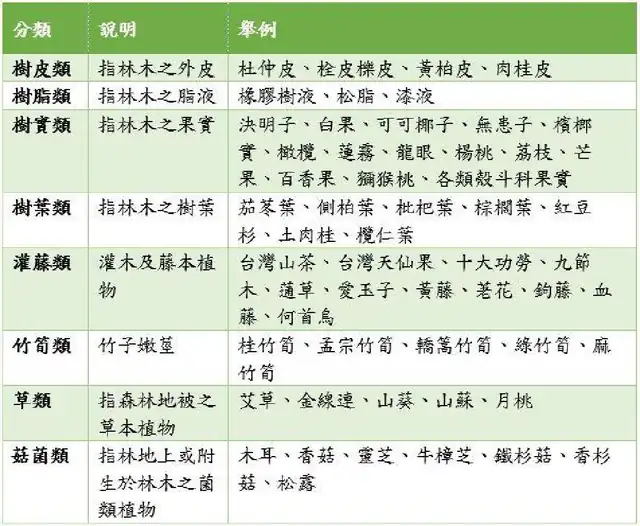 分類 說明 舉例
樹皮類 指林木之外皮 杜仲皮、栓皮櫟皮、黃柏皮、肉桂皮
樹脂類 指林木之脂液 橡膠樹液、松脂、漆液
樹實類 指林木之果實 決明子、白果、可可椰子、無患子、檳榔
實、橄欖、蓮霧、龍眼、楊桃、荔枝、芒
果、百香果、獼猴桃、各類殼斗科果實
樹葉類 指林木之樹葉 茄苳葉、側柏葉、枇杷葉、棕櫚葉、紅豆
杉、土肉桂、欖仁葉
灌藤類 灌木及藤本植 台灣山茶、台灣天仙果、十大功勞、九節
物 木、蓪草、愛玉子、黃藤、荖花、鉤藤、血
藤、何首烏
竹筍類 竹子嫩莖 桂竹筍、孟宗竹筍、轎篙竹筍、綠竹筍、麻
竹筍
草類 指森林地被之 艾草、金線連、山葵、山蘇、月桃
草本植物
菇菌類 指林地上或附 木耳、香菇、靈芝、牛樟芝、鐵杉菇、香杉
生於林木之菌 菇、松露
類植物